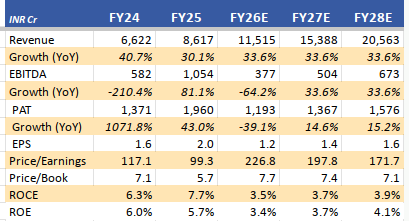 INR Cr FY24 FY25 FY26E FY27E FY28E
Revenue 6,622 8,617 11,515 15,388 20,563
Growth (YoY) 40.7% 30.1% 33.6% 33.6% 33.6%
EBITDA 582 1,054 377 504 673
Growth (YoY) -210.4% 81.1% -64.2% 33.6% 33.6%
PAT 1,371 1,960 1,193 1,367 1,576
Growth (YoY) 1071.8% 43.0% -39.1% 14.6% 15.2%
EPS 1.6 2.0 1.2 1.4 1.6
Price/Earnings 117.1 99.3 226.8 197.8 171.7
Price/Book 7.1 5.7 7.7 7.4 7.1
ROCE 6.3% 7.7% 3.5% 3.7% 3.9%
ROE 6.0% 5.7% 3.4% 3.7% 4.1%